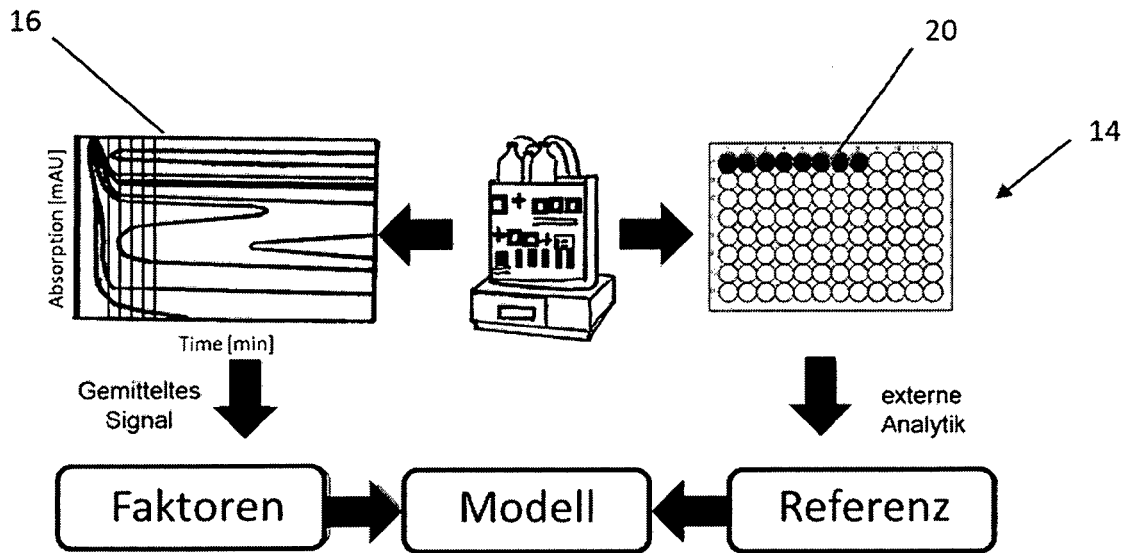 16
20
14
Absorption [mAU]
Time [min]
Gemitteltes
Signal
externe
Analytik
Faktoren
Modell
Referenz